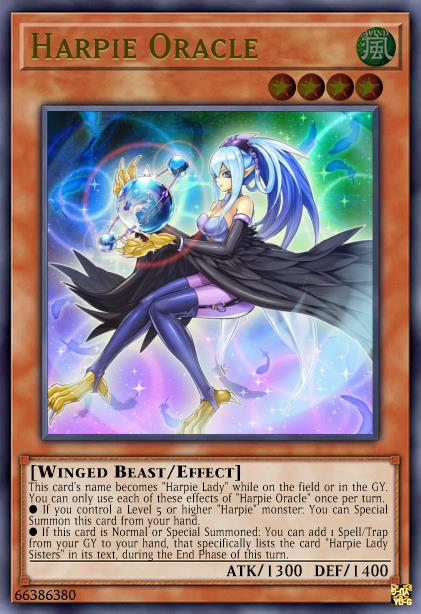 Harpie Oracle
WIND
風
[Winged Beast/Effect]
This card's name becomes "Harpie Lady" while on the field or in the GY.
You can only use each of these effects of "Harpie Oracle" once per turn.
● If you control a Level 5 or higher "Harpie" monster: You can Special
Summon this card from your hand.
● If this card is Normal or Special Summoned: You can add 1 Spell/Trap
from your GY to your hand, that specifically lists the card "Harpie Lady
Sisters" in its text, during the End Phase of this turn.
ATK/1300 DEF/1400
66386380